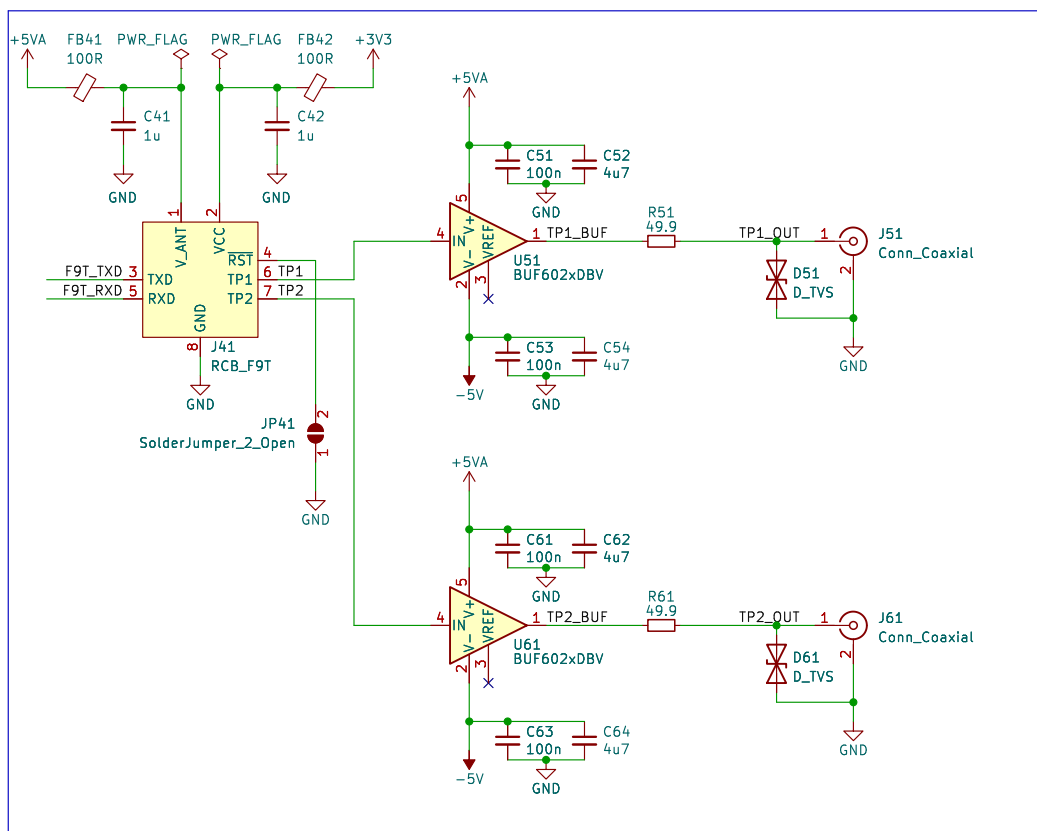 +5VA
FB41
100R
PWR_FLAG
PWR_FLAG
FB42
100R
+3V3
C41
1u
C42
1u
GND
GND
1
2
V_ANT
VCC
RST
4
F9T_TXD
3
TXD
TP1
6
TP1
F9T_RXD
5
RXD
TP2
7
TP2
GND
8
J41
RCB_F9T
GND
JP41
SolderJumper_2_Open
2
1
GND
+5VA
C51
100n
C52
4u7
GND
5
4
IN
V+
V-
VREF
1
TP1_BUF
2
3
U51
BUF602xDBV
R51
49.9
TP1_OUT
1
J51
Conn_Coaxial
2
D51
D_TVS
GND
C53
100n
C54
4u7
GND
-5V
+5VA
C61
100n
C62
4u7
GND
5
4
IN
V+
V-
VREF
1
TP2_BUF
2
3
U61
BUF602xDBV
R61
49.9
TP2_OUT
1
J61
Conn_Coaxial
2
D61
D_TVS
GND
C63
100n
C64
4u7
GND
-5V